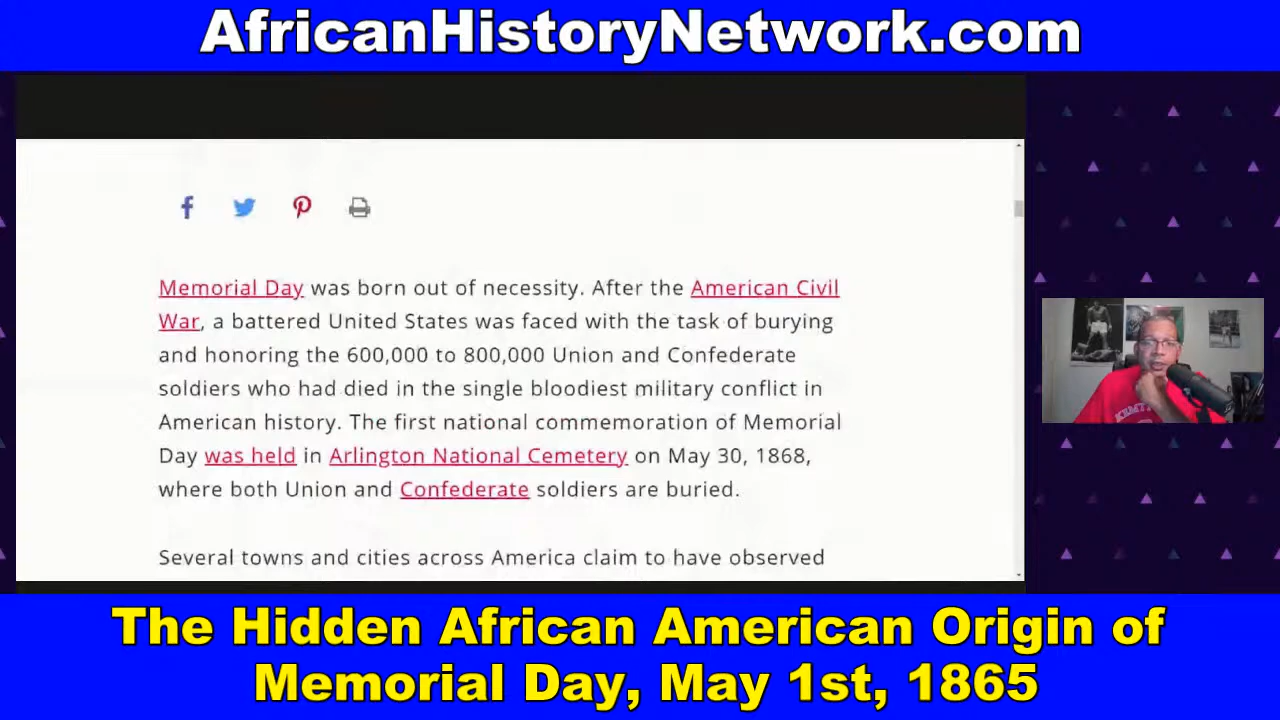 AfricanHistoryNetwork.com
Memorial Day was born out of necessity. After the American Civil
War, a battered United States was faced with the task of burying
and honoring the 600,000 to 800,000 Union and Confederate
soldiers who had died in the single bloodiest military conflict in
American history. The first national commemoration of Memorial
Day was held in Arlington National Cemetery on May 30, 1868,
where both Union and Confederate soldiers are buried.
Several towns and cities across America claim to have observed
The Hidden African American Origin of
Memorial Day, May 1st, 1865